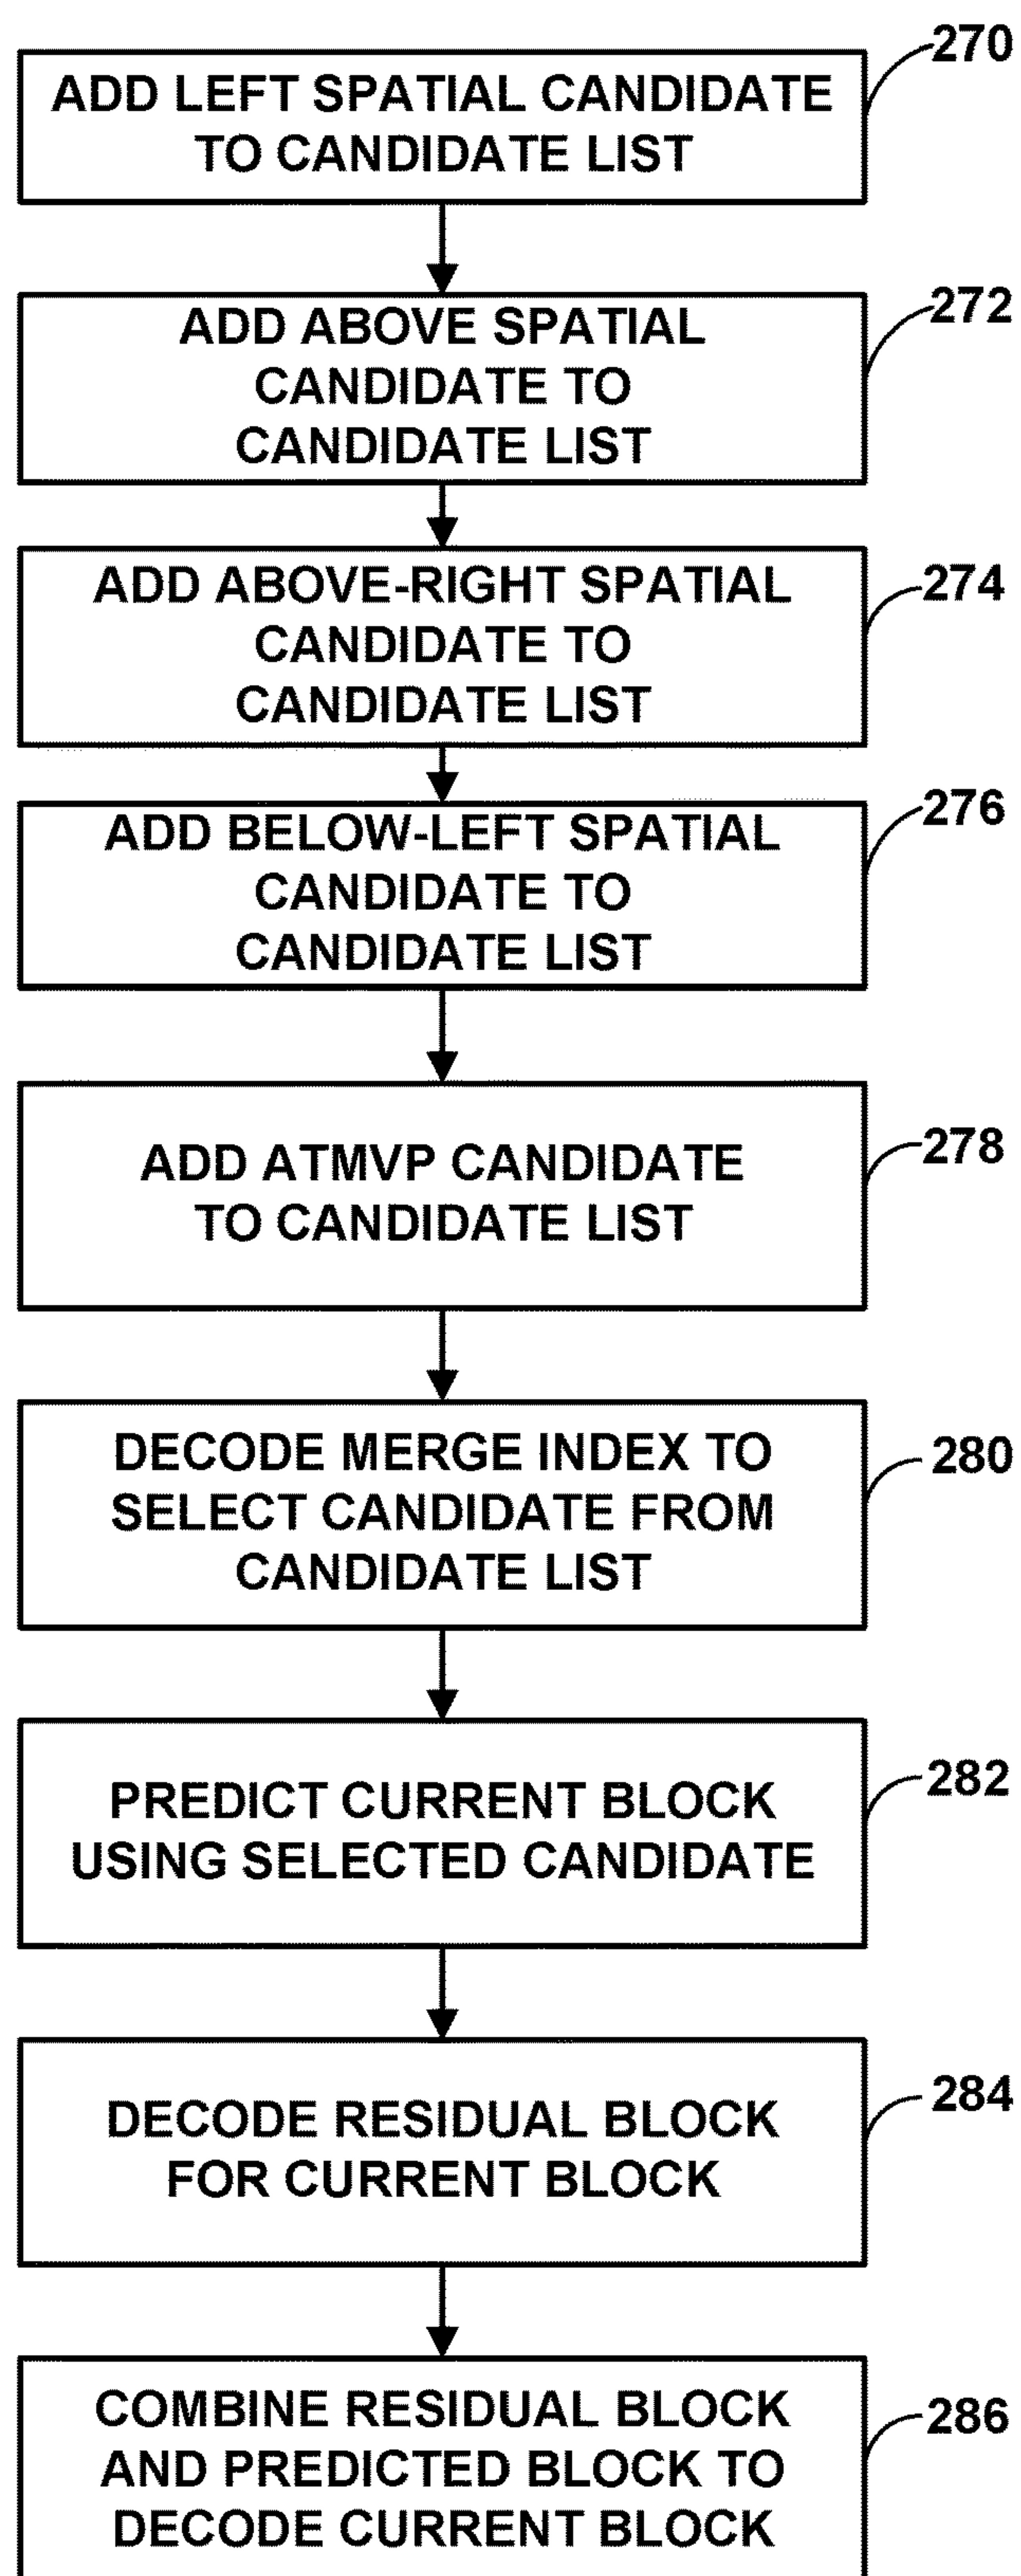 270
ADD LEFT SPATIAL CANDIDATE
TO CANDIDATE LIST
272
ADD ABOVE SPATIAL
CANDIDATE TO
CANDIDATE LIST
274
ADD ABOVE-RIGHT SPATIAL
CANDIDATE TO
CANDIDATE LIST
276
ADD BELOW-LEFT SPATIAL
CANDIDATE TO
CANDIDATE LIST
278
ADD ATMVP CANDIDATE
TO CANDIDATE LIST
280
DECODE MERGE INDEX TO
SELECT CANDIDATE FROM
CANDIDATE LIST
282
PREDICT CURRENT BLOCK
USING SELECTED CANDIDATE
284
DECODE RESIDUAL BLOCK
FOR CURRENT BLOCK
286
COMBINE RESIDUAL BLOCK
AND PREDICTED BLOCK TO
DECODE CURRENT BLOCK